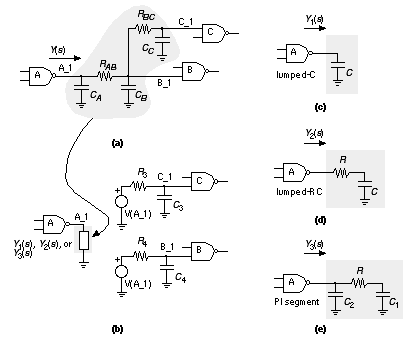 Y(s)
R_BC
C_1
C
C_C
A
A_1
R_AB
B_1
B
C_A
C_B
(a)
R_3
C_1
C
C_3
V(A_1)
A
A_1
Y_1(s), Y_2(s), or
Y_3(s)
R_4
B_1
B
C_4
V(A_1)
(b)
Y_1(s)
A
lumped-C
C
(c)
Y_2(s)
A
R
lumped-RC
C
(d)
Y_3(s)
A
R
PI segment
C_2
C_1
(e)